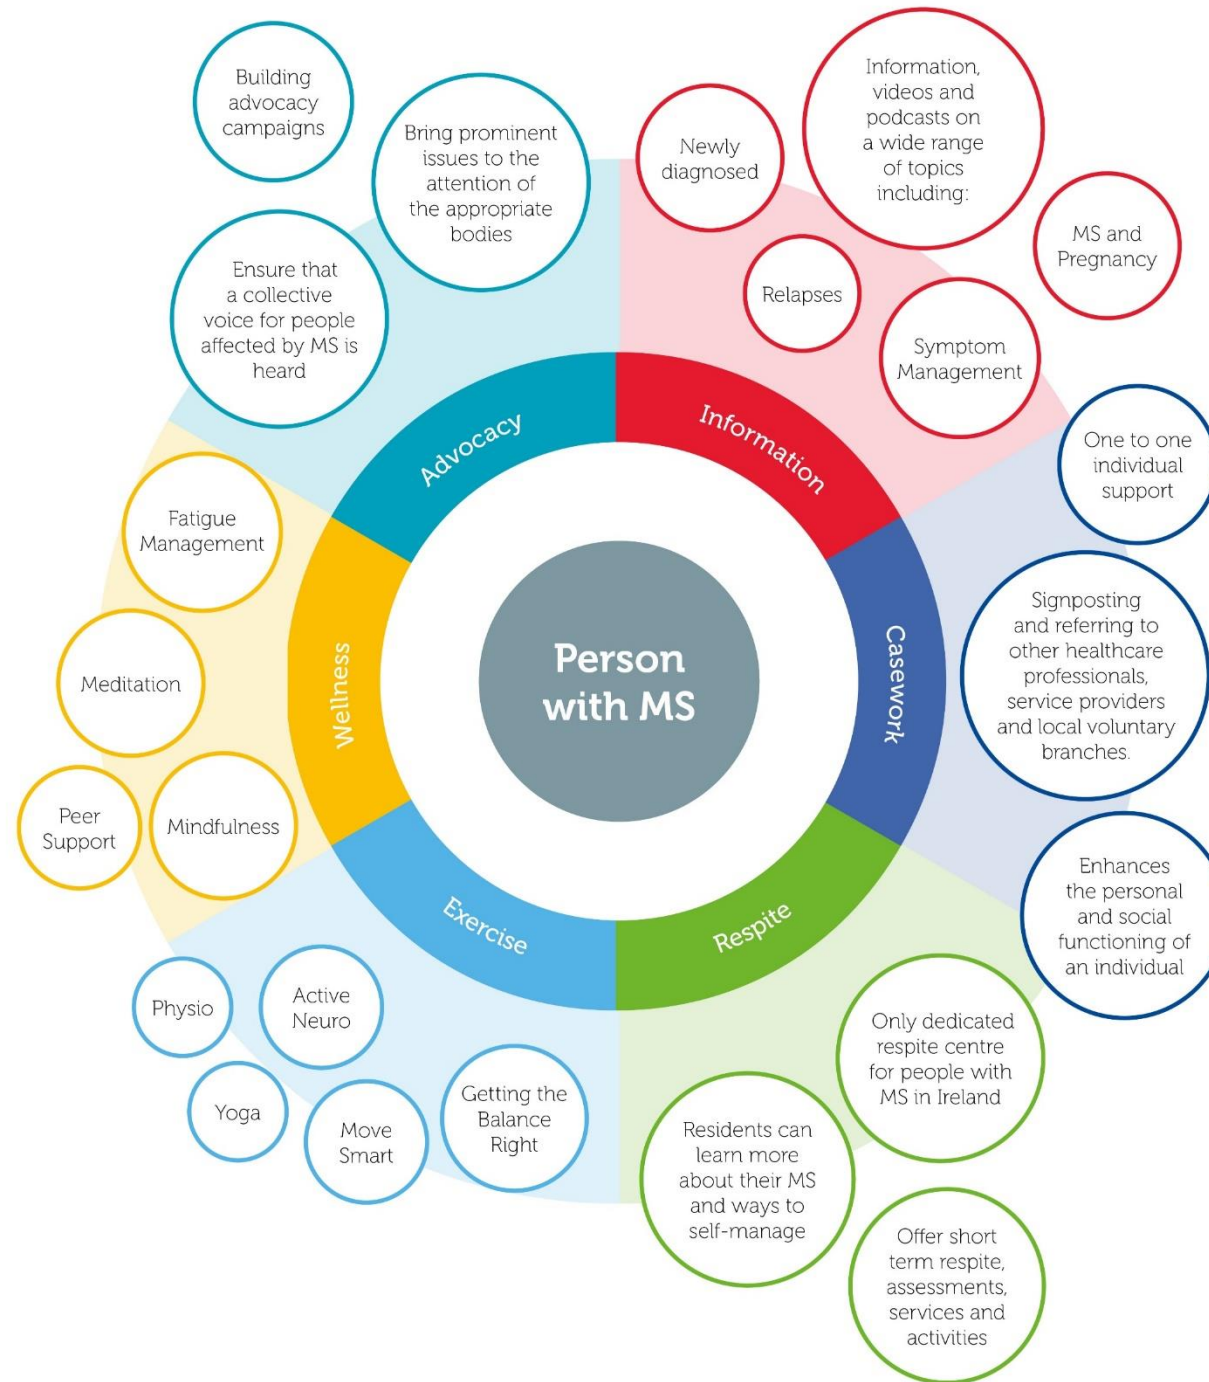 Building
advocacy
campaigns
Bring prominent
issues to the
attention of
the appropriate
bodies
Ensure that
a collective
voice for people
affected by MS is
heard
Newly
diagnosed
Information,
videos and
podcasts on
a wide range
of topics
including:
MS and
Pregnancy
Relapses
Symptom
Management
One to one
individual
support
Signposting
and referring to
other healthcare
professionals,
service providers
and local voluntary
branches.
Enhances
the personal
and social
functioning of
an individual
Only dedicated
respite centre
for people with
MS in Ireland
Residents can
learn more
about their MS
and ways to
self-manage
Offer short
term respite,
assessments,
services and
activities
Getting the
Balance
Right
Move
Smart
Yoga
Active
Neuro
Physio
Mindfulness
Peer
Support
Meditation
Fatigue
Management
Advocacy
Information
Casework
Respite
Exercise
Wellness
Person
with MS